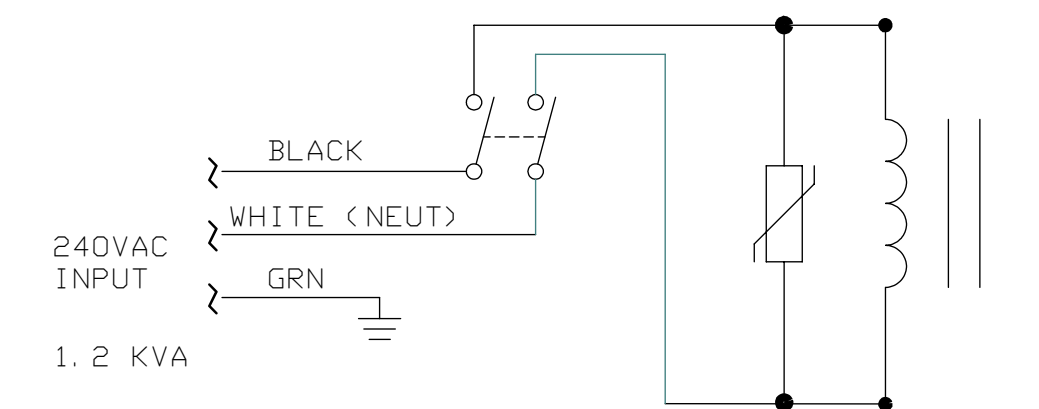 BLACK
WHITE (NEUT)
240VAC
INPUT
GRN
1.2 KVA